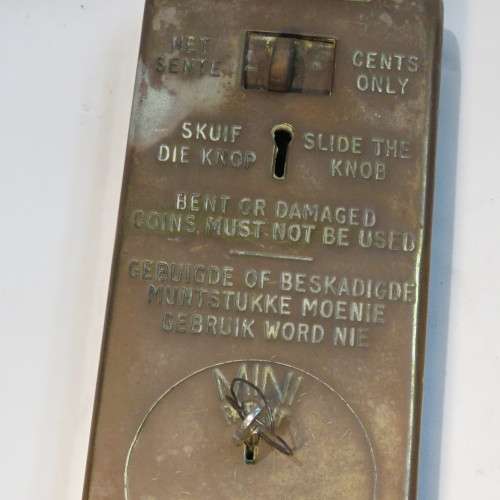 NET
SENTE
CENTS
ONLY
SKUIF
DIE KNOP
SLIDE THE
KNOB
BENT OR DAMAGED
COINS MUST NOT BE USED
GEBUIGDE OF BESKADIGDE
MUNTSTUKKE MOENIE
GEBRUIK WORD NIE
MINI